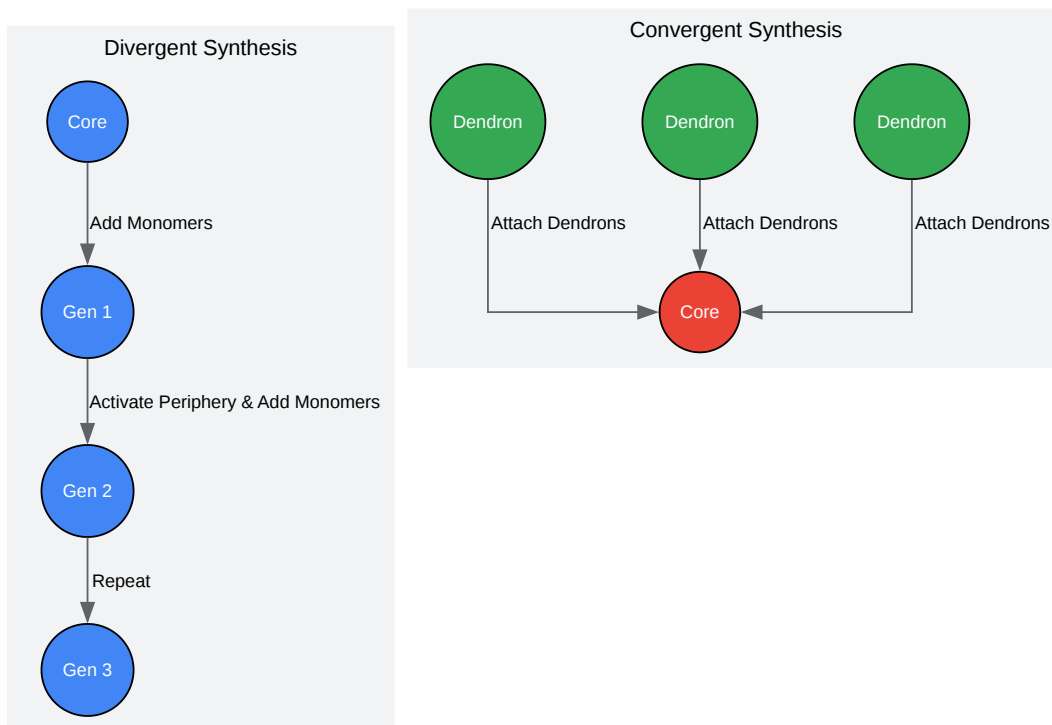 Divergent Synthesis
Core
Add Monomers
Gen 1
Activate Periphery & Add Monomers
Gen 2
Repeat
Gen 3
Convergent Synthesis
Dendron
Dendron
Dendron
Attach Dendrons
Attach Dendrons
Attach Dendrons
Core